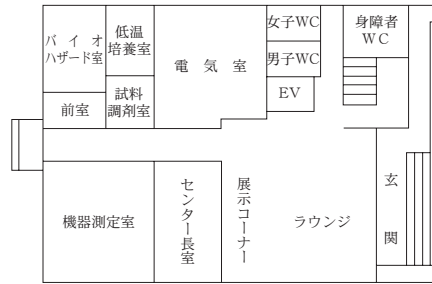 バイオ
ハザード室
低温
培養室
電気室
女子WC
男子WC
EV
身障者
WC
前室
試料
調剤室
機器測定室
センター長室
展示コーナー
ラウンジ
玄関